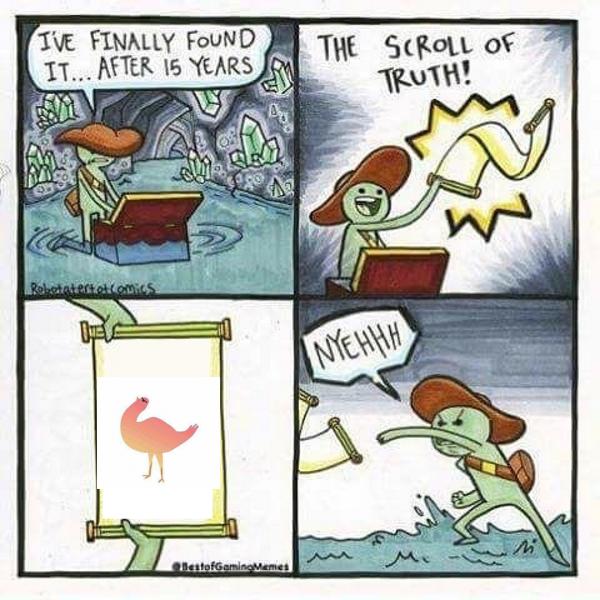 I'VE FINALLY FOUND
IT... AFTER 15 YEARS
THE SCROLL OF
TRUTH!
Robotatertotcomics
@BestofGamingMemes
NYEHHH